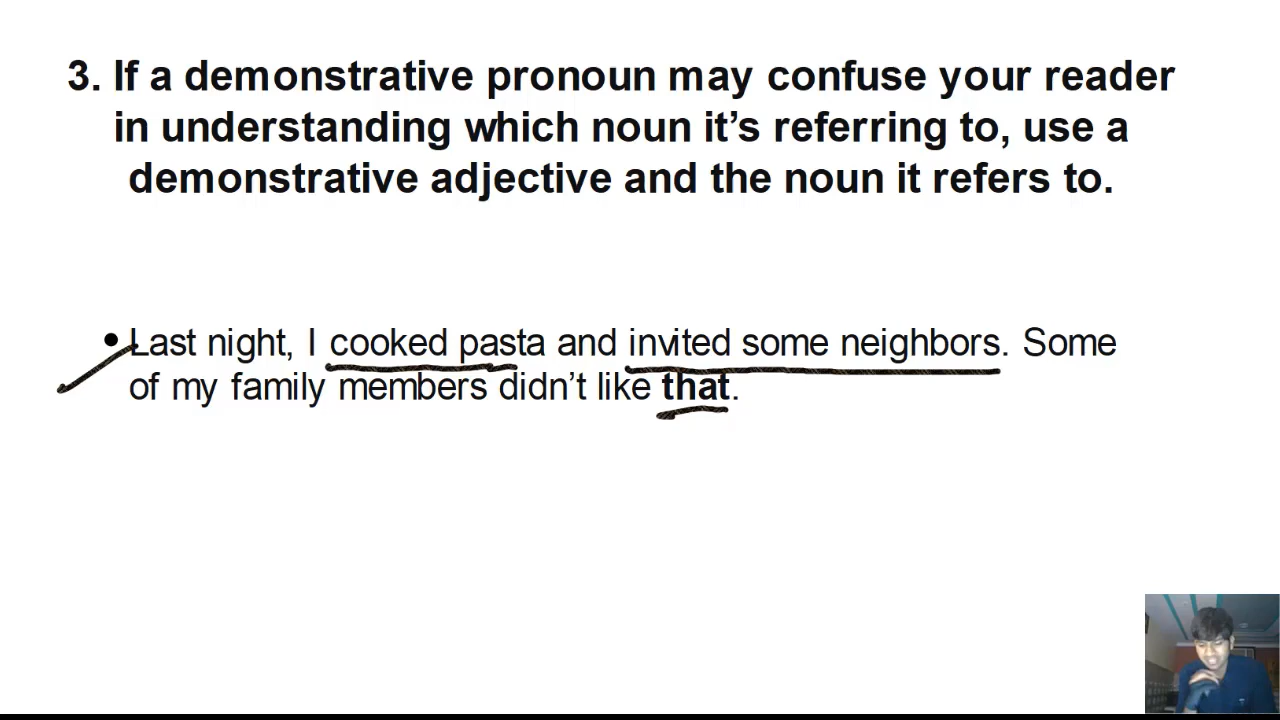 3. If a demonstrative pronoun may confuse your reader
in understanding which noun it’s referring to, use a
demonstrative adjective and the noun it refers to.
• Last night, I cooked pasta and invited some neighbors. Some
of my family members didn’t like that.